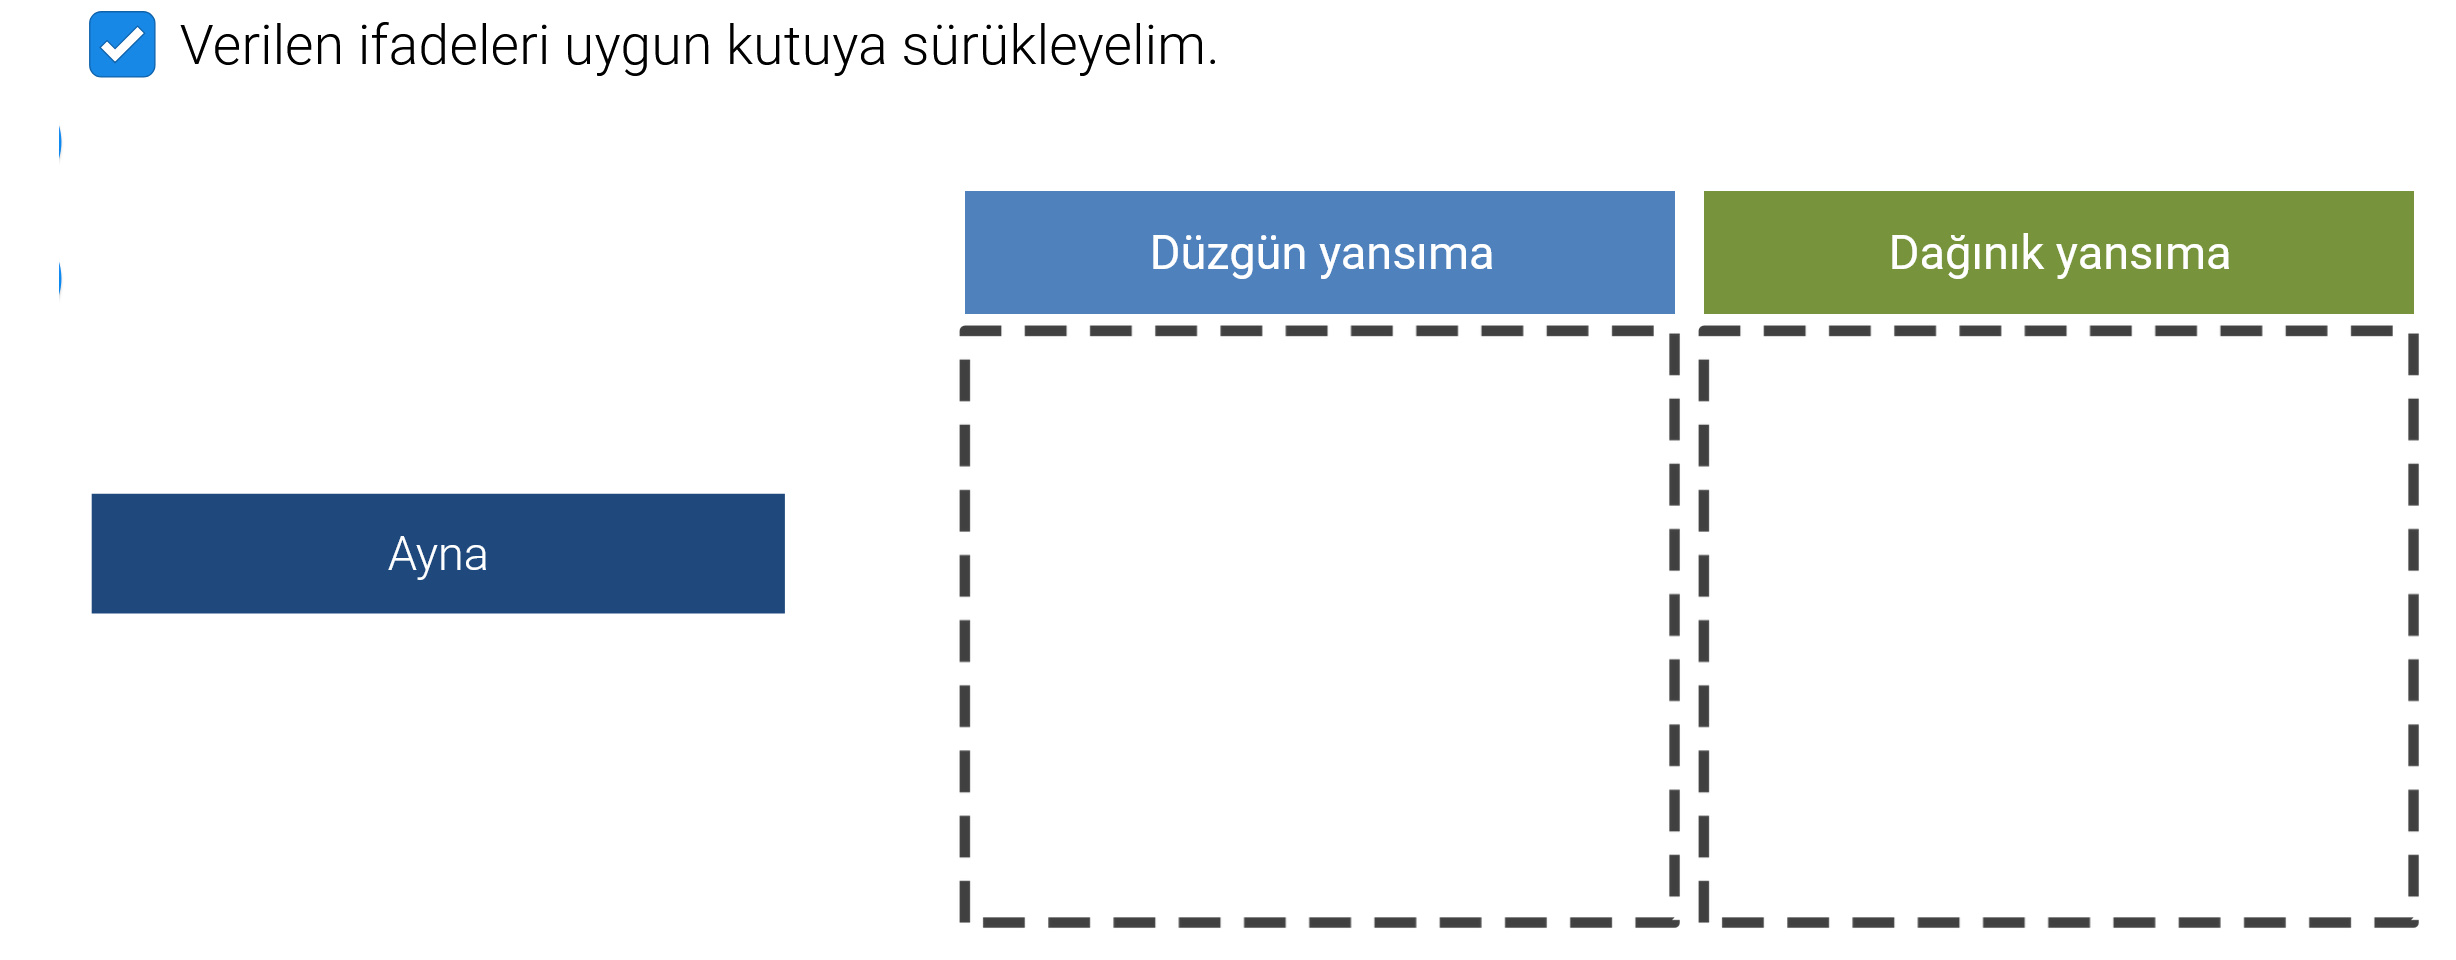 Verilen ifadeleri uygun kutuya sürükleyelim.
Düzgün yansıma
Dağınık yansıma
Ayna